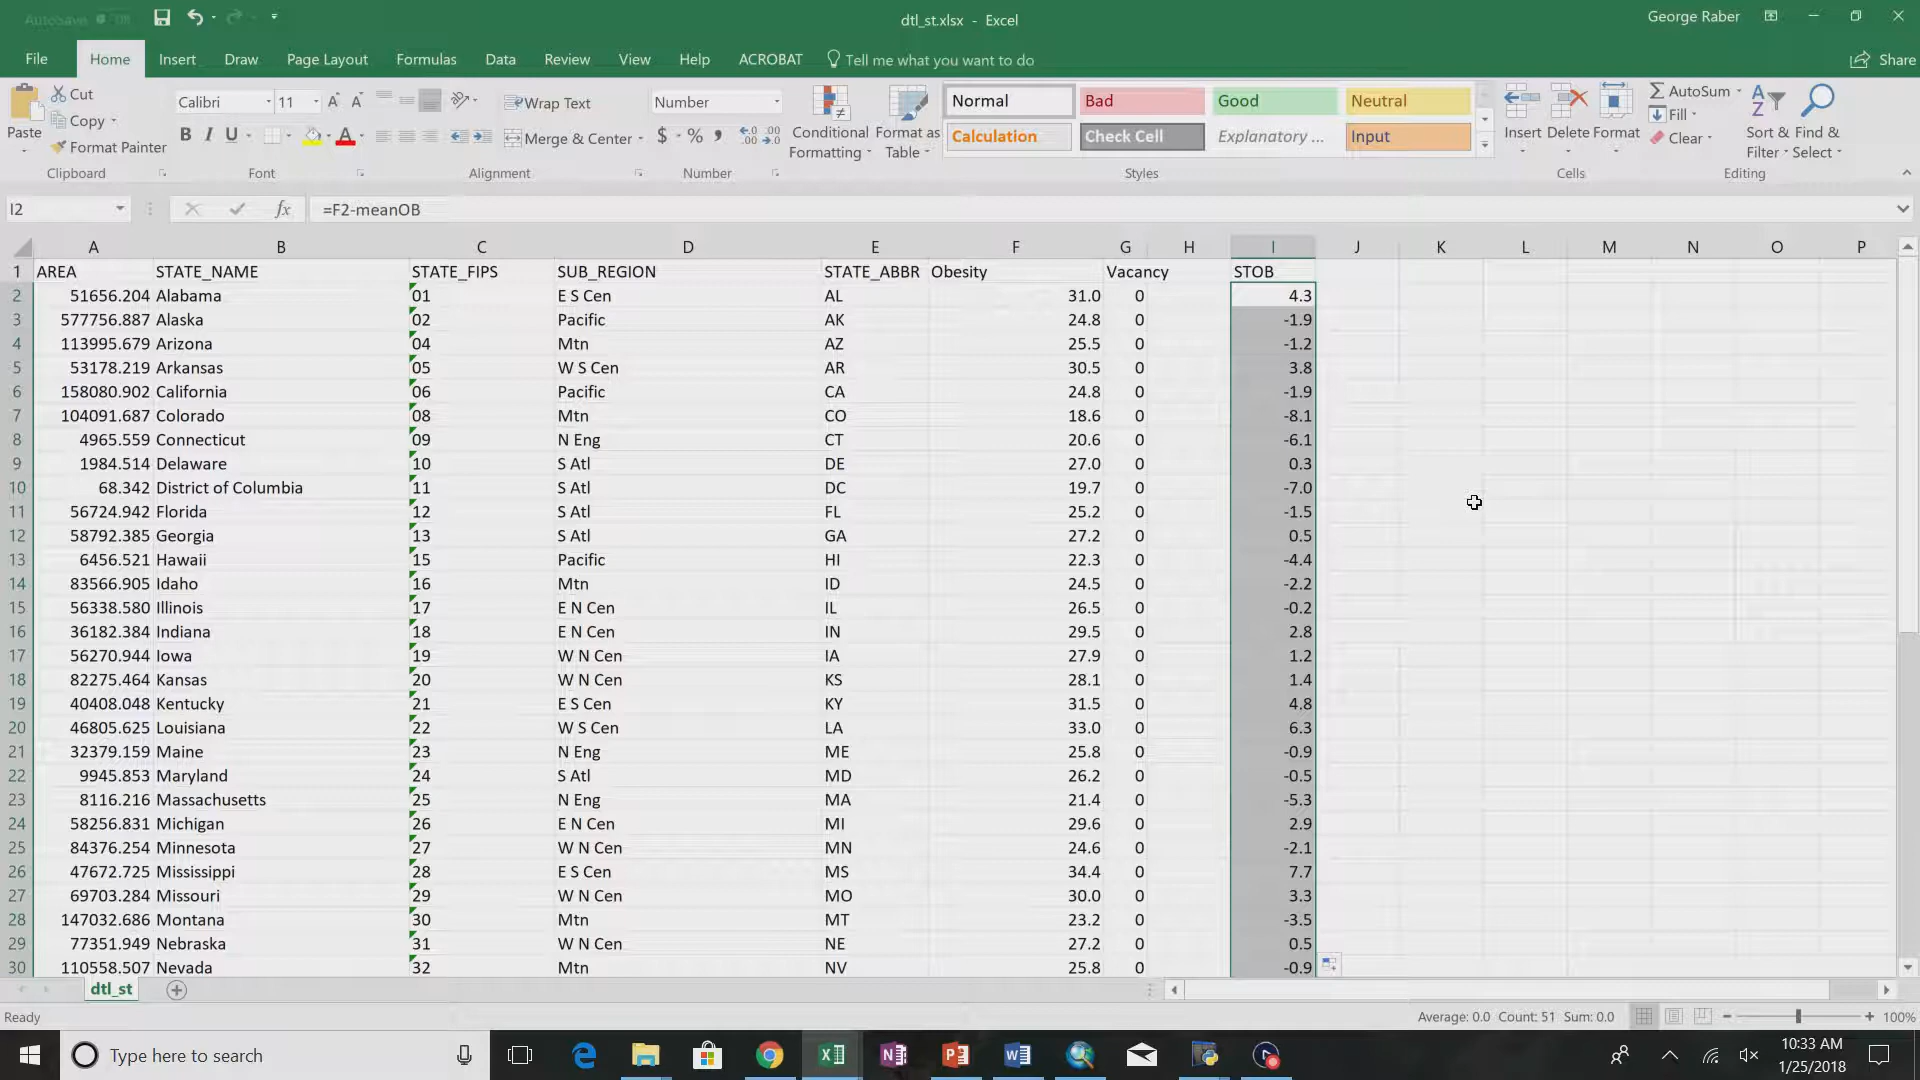 AutoSave Off
dtl_st.xlsx - Excel
George Raber
File Home Insert Draw Page Layout Formulas Data Review View Help ACROBAT Tell me what you want to do Share
Paste
Cut
Copy
Format Painter
Clipboard
Calibri 11
B I U
Font
Wrap Text
Merge & Center
Alignment
Number
$ % ,
Number
Conditional Formatting
Format as Table
Normal Bad Good Neutral
Calculation Check Cell Explanatory ... Input
Styles
Insert Delete Format
Cells
AutoSum
Fill
Clear
Sort & Filter
Find & Select
Editing
I2 fx =F2-meanOB
A B C D E F G H I J K L M N O P
1 AREA STATE_NAME STATE_FIPS SUB_REGION STATE_ABBR Obesity Vacancy STOB
2 51656.204 Alabama 01 E S Cen AL 31.0 0 4.3
3 577756.887 Alaska 02 Pacific AK 24.8 0 -1.9
4 113995.679 Arizona 04 Mtn AZ 25.5 0 -1.2
5 53178.219 Arkansas 05 W S Cen AR 30.5 0 3.8
6 158080.902 California 06 Pacific CA 24.8 0 -1.9
7 104091.687 Colorado 08 Mtn CO 18.6 0 -8.1
8 4965.559 Connecticut 09 N Eng CT 20.6 0 -6.1
9 1984.514 Delaware 10 S Atl DE 27.0 0 0.3
10 68.342 District of Columbia 11 S Atl DC 19.7 0 -7.0
11 56724.942 Florida 12 S Atl FL 25.2 0 -1.5
12 58792.385 Georgia 13 S Atl GA 27.2 0 0.5
13 6456.521 Hawaii 15 Pacific HI 22.3 0 -4.4
14 83566.905 Idaho 16 Mtn ID 24.5 0 -2.2
15 56338.580 Illinois 17 E N Cen IL 26.5 0 -0.2
16 36182.384 Indiana 18 E N Cen IN 29.5 0 2.8
17 56270.944 Iowa 19 W N Cen IA 27.9 0 1.2
18 82275.464 Kansas 20 W N Cen KS 28.1 0 1.4
19 40408.048 Kentucky 21 E S Cen KY 31.5 0 4.8
20 46805.625 Louisiana 22 W S Cen LA 33.0 0 6.3
21 32379.159 Maine 23 N Eng ME 25.8 0 -0.9
22 9945.853 Maryland 24 S Atl MD 26.2 0 -0.5
23 8116.216 Massachusetts 25 N Eng MA 21.4 0 -5.3
24 58256.831 Michigan 26 E N Cen MI 29.6 0 2.9
25 84376.254 Minnesota 27 W N Cen MN 24.6 0 -2.1
26 47672.725 Mississippi 28 E S Cen MS 34.4 0 7.7
27 69703.284 Missouri 29 W N Cen MO 30.0 0 3.3
28 147032.686 Montana 30 Mtn MT 23.2 0 -3.5
29 77351.949 Nebraska 31 W N Cen NE 27.2 0 0.5
30 110558.507 Nevada 32 Mtn NV 25.8 0 -0.9
dtl_st
Ready Average: 0.0 Count: 51 Sum: 0.0 100%
Type here to search
10:33 AM
1/25/2018